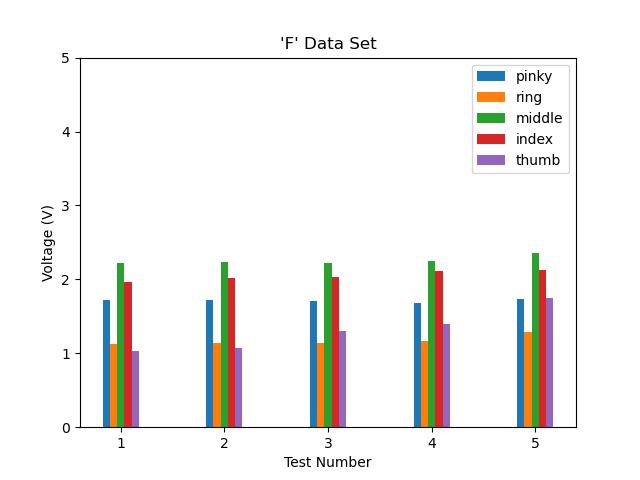 'F' Data Set
pinky
ring
middle
index
thumb
5
4
3
2
1
0
Voltage (V)
1 2 3 4 5
Test Number